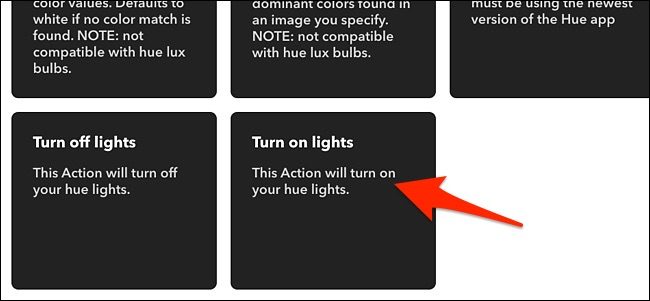 color values. Defaults to
white if no color match is
found. NOTE: not
compatible with hue lux
bulbs.
dominant colors found in
an image you specify.
NOTE: not compatible
with hue lux bulbs.
must be using the newest
version of the Hue app
Turn off lights
This Action will turn off
your hue lights.
Turn on lights
This Action will turn on
your hue lights.